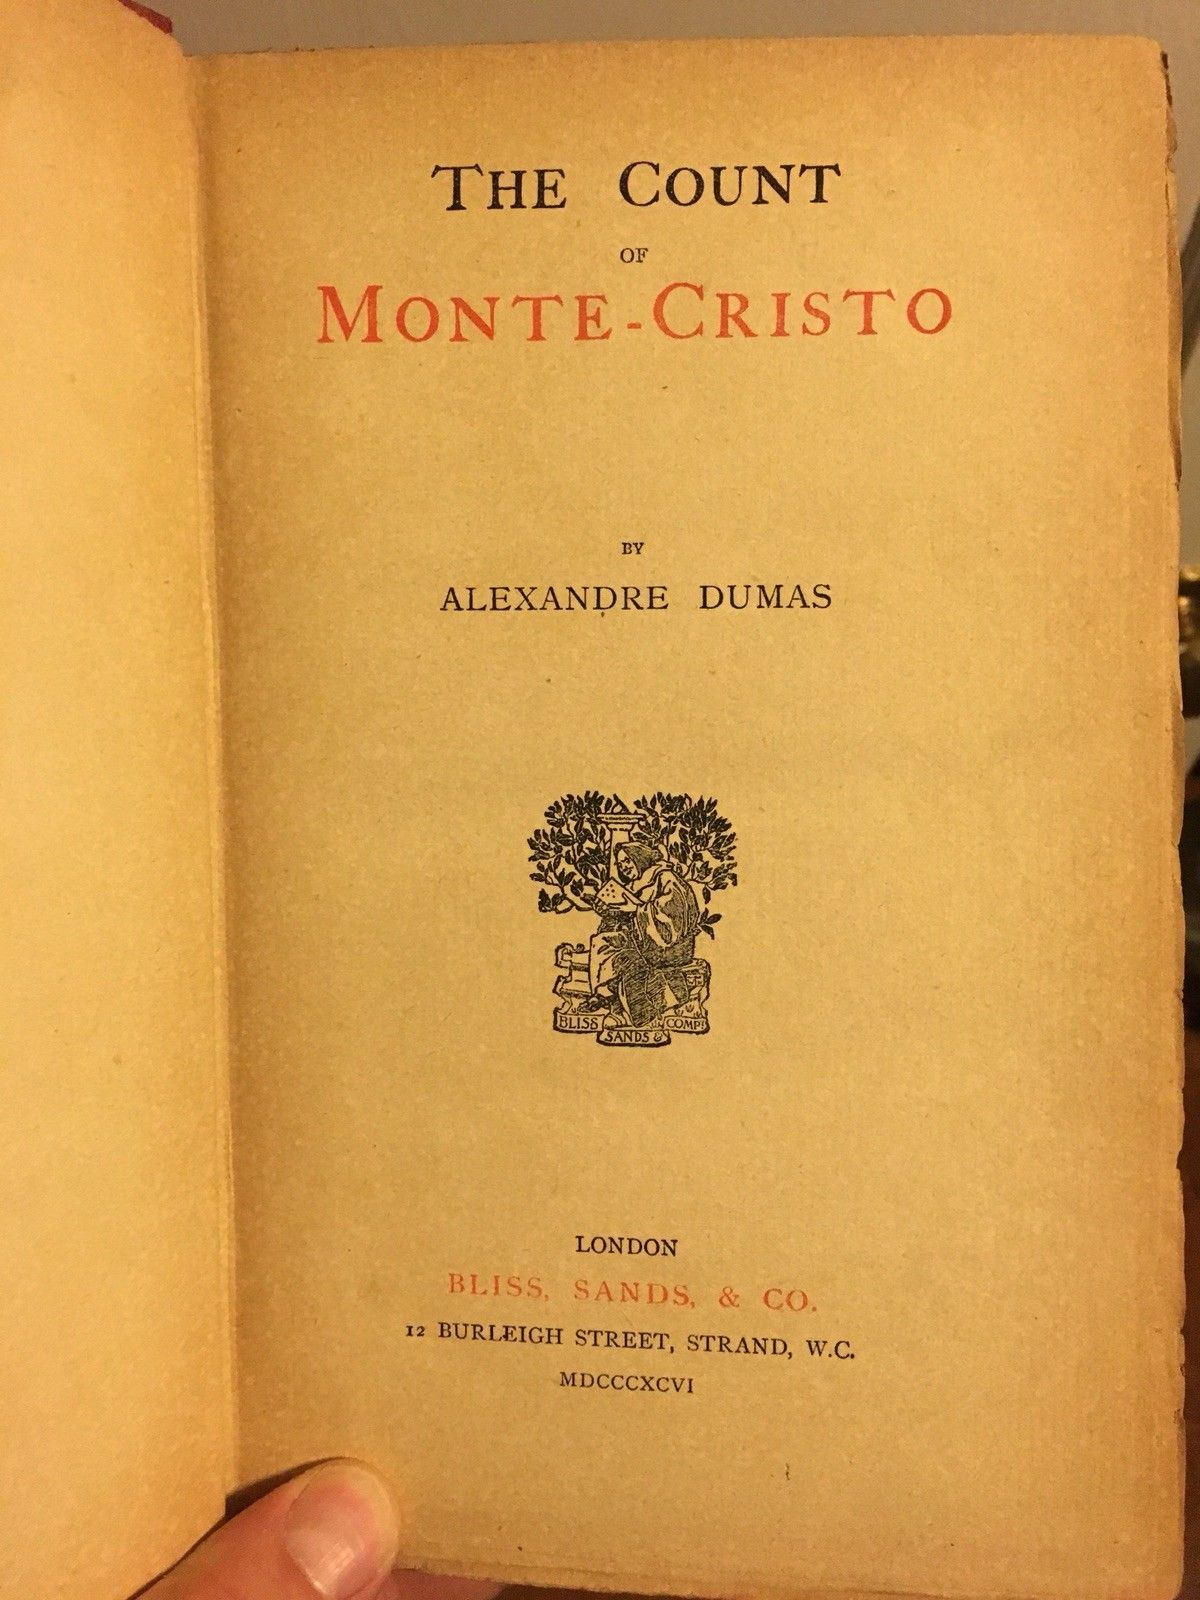 THE COUNT
OF
MONTE-CRISTO
BY
ALEXANDRE DUMAS
BLISS
SANDS &
COMPY
LONDON
BLISS, SANDS, & CO.
12 BURLEIGH STREET, STRAND, W.C.
MDCCCXCVI